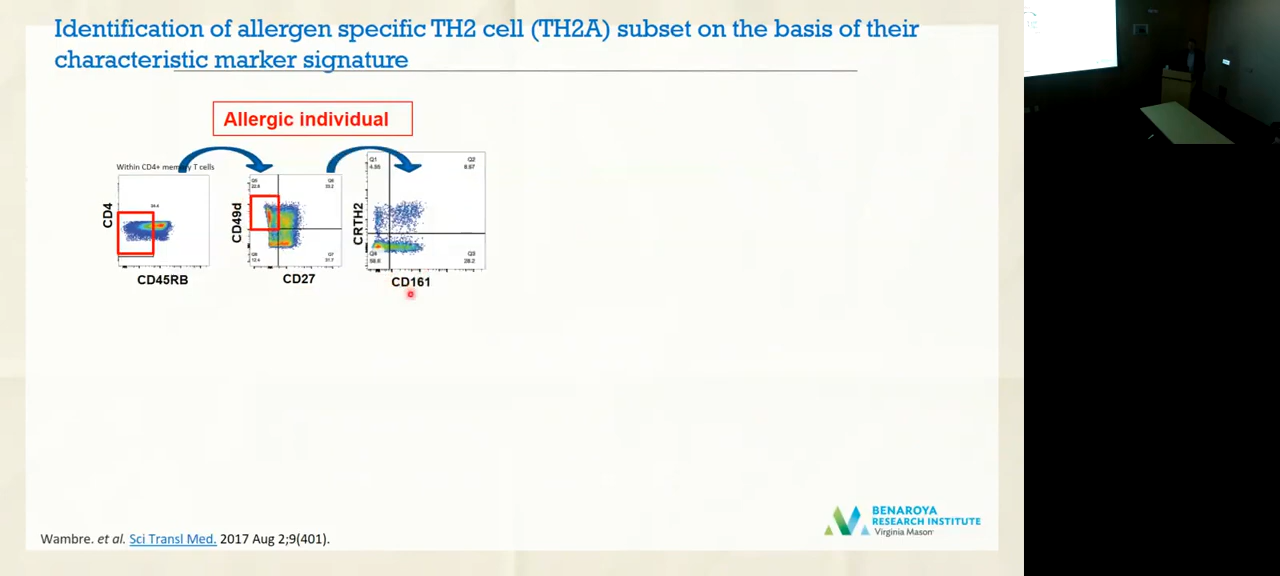 Identification of allergen specific TH2 cell (TH2A) subset on the basis of their
characteristic marker signature
Allergic individual
Within CD4+ memory T cells
CD4
CD45RB
CD49d
CD27
CRTH2
Q1
Q2
CD161
Wambre. et al. Sci Transl Med. 2017 Aug 2;9(401).
BENAROYA
RESEARCH INSTITUTE
Virginia Mason